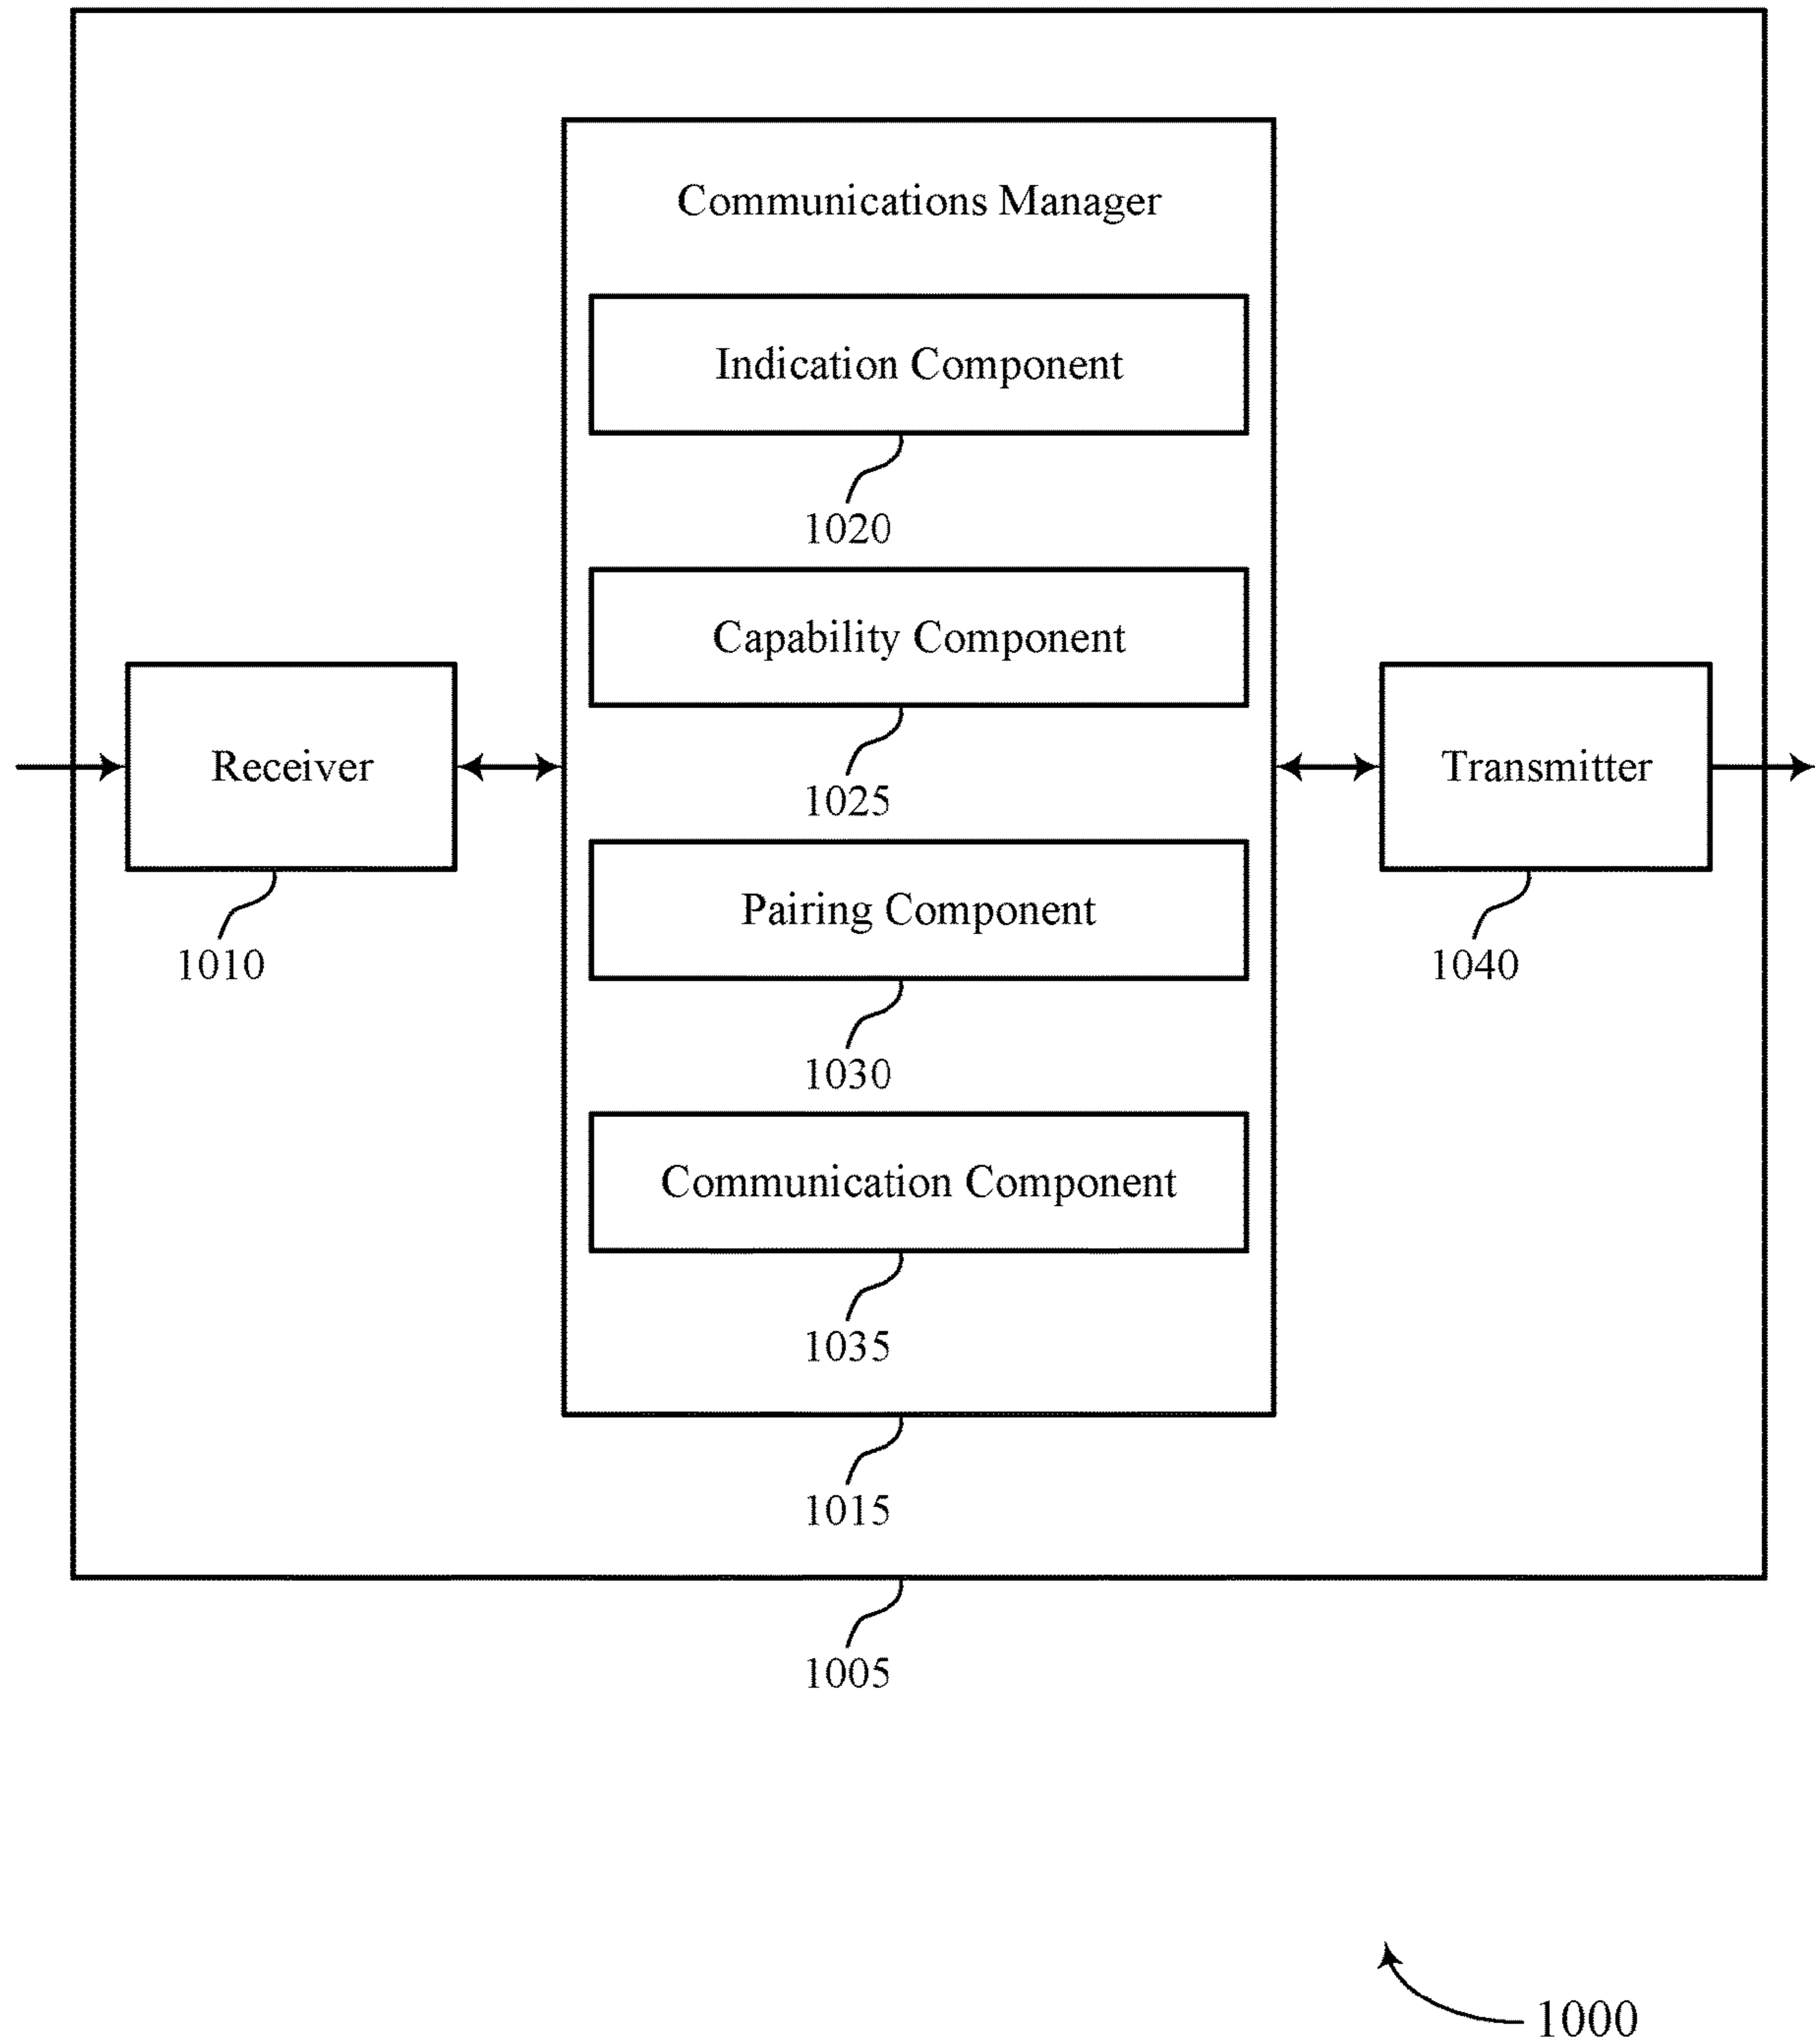 Communications Manager
Indication Component
1020
Capability Component
1025
Receiver
1010
Transmitter
1040
Pairing Component
1030
Communication Component
1035
1015
1005
1000